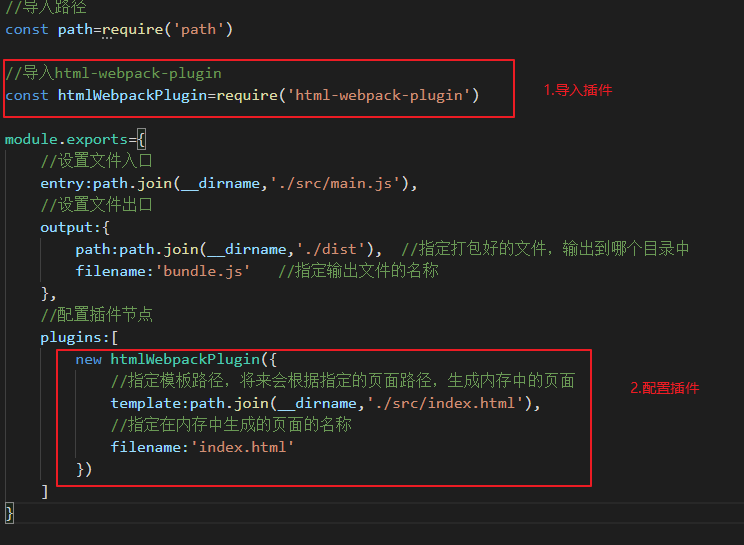 //导入路径
const path=require('path')
//导入html-webpack-plugin
const htmlWebpackPlugin=require('html-webpack-plugin')
1.导入插件
module.exports={
//设置文件入口
entry:path.join(__dirname,'./src/main.js'),
//设置文件出口
output:{
path:path.join(__dirname,'./dist'), //指定打包好的文件，输出到哪个目录中
filename:'bundle.js' //指定输出文件的名称
},
//配置插件节点
plugins:[
new htmlWebpackPlugin({
//指定模板路径，将来会根据指定的页面路径，生成内存中的页面
template:path.join(__dirname,'./src/index.html'),
2.配置插件
//指定在内存中生成的页面的名称
filename:'index.html'
})
]
}